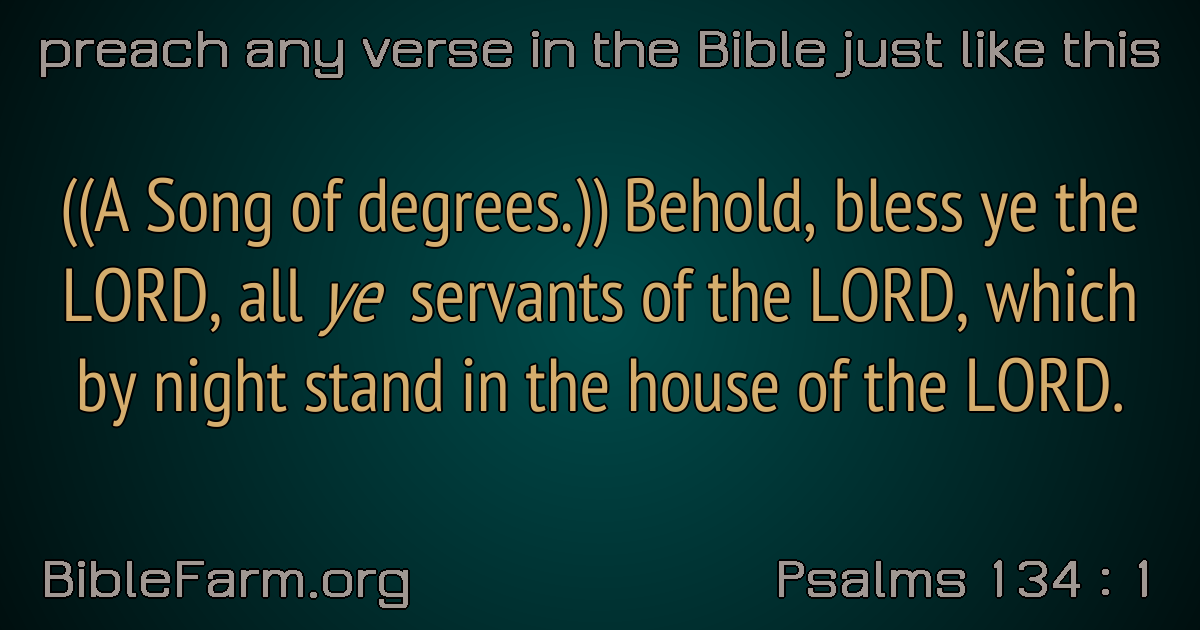 preach any verse in the Bible just like this
((A Song of degrees.)) Behold, bless ye the
LORD, all ye servants of the LORD, which
by night stand in the house of the LORD.
BibleFarm.org
Psalms 134 : 1